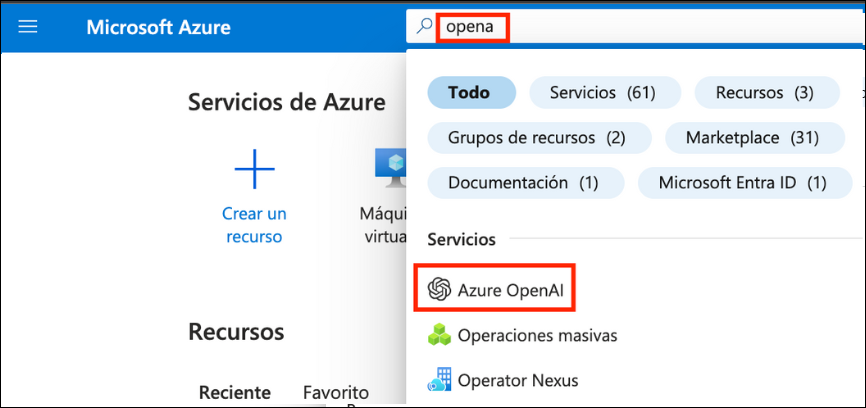 Microsoft Azure
opena
Todo
Servicios (61)
Recursos (3)
Grupos de recursos (2)
Marketplace (31)
Documentación (1)
Microsoft Entra ID (1)
Servicios de Azure
Crear un
recurso
Máqui
virtua
Servicios
Azure OpenAI
Operaciones masivas
Operator Nexus
Recursos
Reciente
Favorito